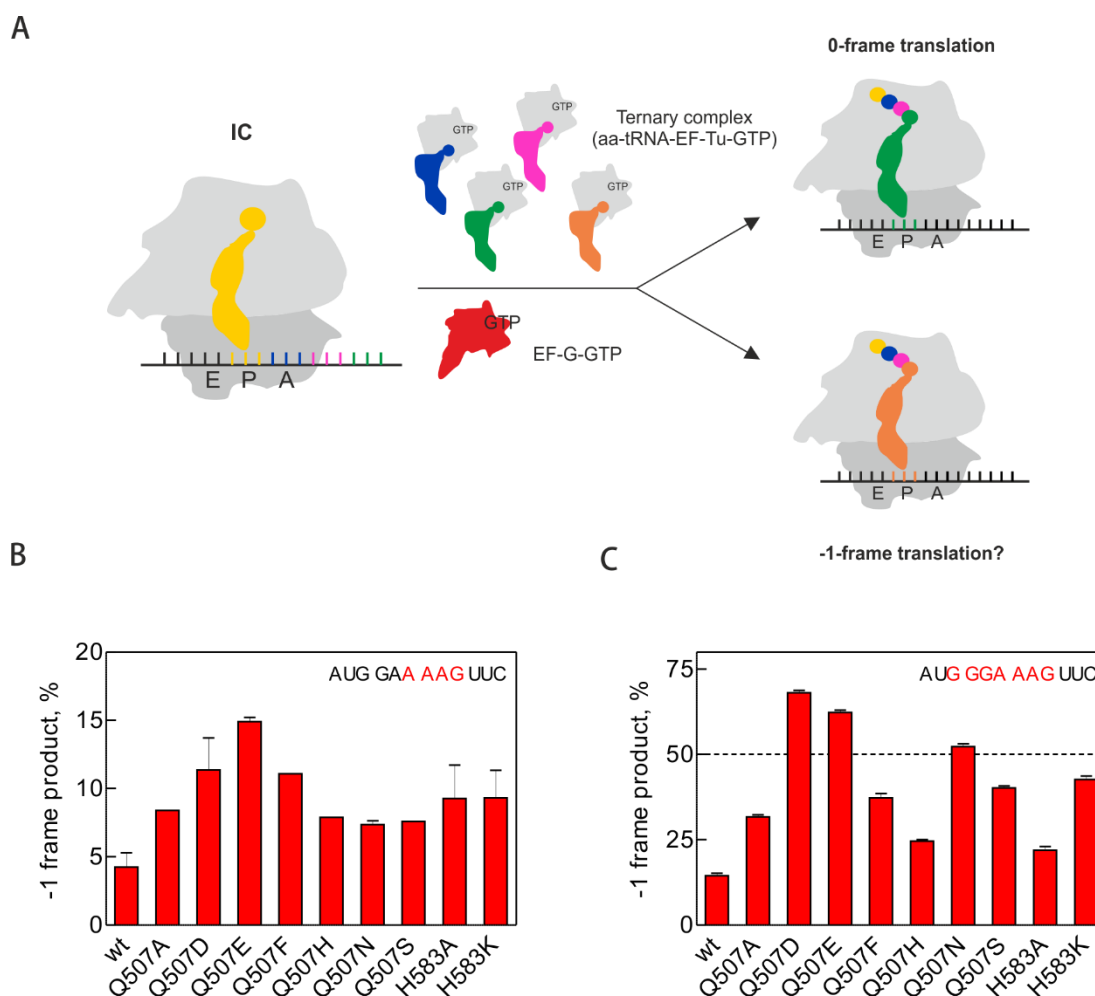 A
0-frame translation
IC
GTP
GTP
GTP
GTP
Ternary complex
(aa-tRNA-EF-Tu-GTP)
GTP
EF-G-GTP
E P A
E P A
E P A
-1-frame translation?
B
-1 frame product, %
20
15
10
5
0
AUG GAA AAG UUC
wt
Q507A
Q507D
Q507E
Q507F
Q507H
Q507N
Q507S
H583A
H583K
C
-1 frame product, %
75
50
25
0
AUG GGA AAG UUC
wt
Q507A
Q507D
Q507E
Q507F
Q507H
Q507N
Q507S
H583A
H583K